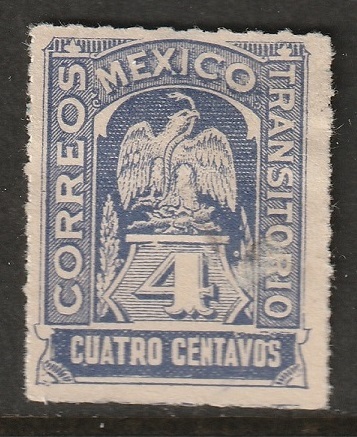 CORREOS
MEXICO
TRANSITORIO
4
CUATRO CENTAVOS